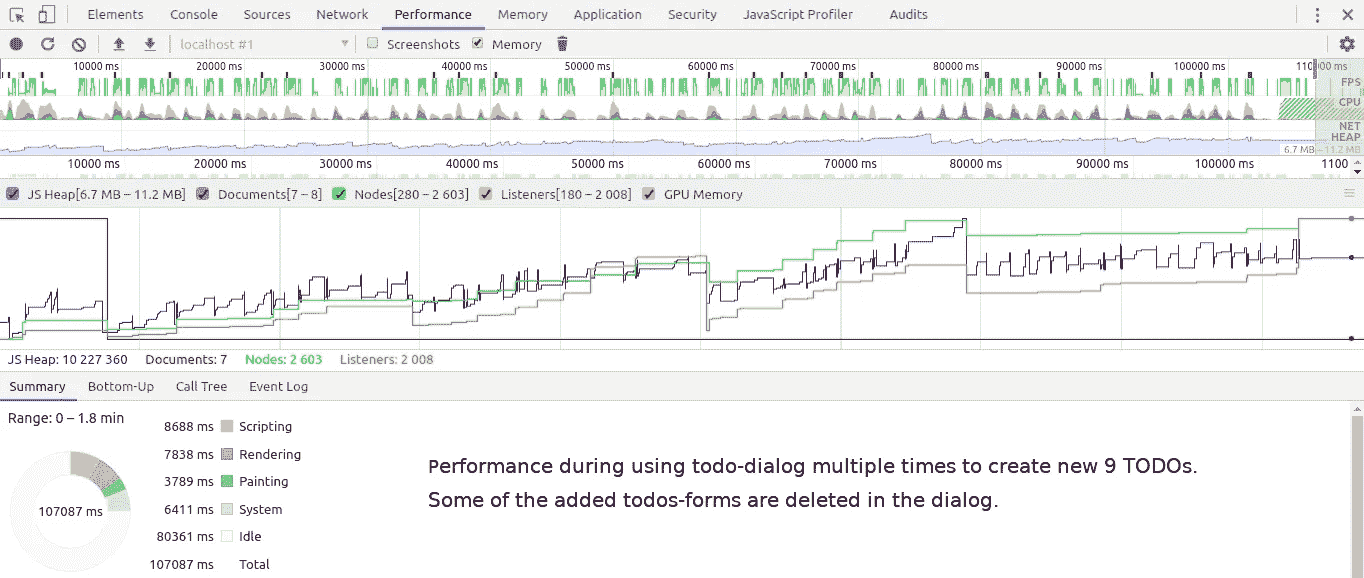 Elements Console Sources Network Performance Memory Application Security JavaScript Profiler Audits
localhost #1 Screenshots Memory
10000 ms 20000 ms 30000 ms 40000 ms 50000 ms 60000 ms 70000 ms 80000 ms 90000 ms 100000 ms
FPS
CPU
NET
HEAP
6.7 MB – 11.2 MB
10000 ms 20000 ms 30000 ms 40000 ms 50000 ms 60000 ms 70000 ms 80000 ms 90000 ms 100000 ms 1100
JS Heap[6.7 MB – 11.2 MB] Documents[7 – 8] Nodes[280 – 2 603] Listeners[180 – 2 008] GPU Memory
JS Heap: 10 227 360 Documents: 7 Nodes: 2 603 Listeners: 2 008
Summary Bottom-Up Call Tree Event Log
Range: 0 – 1.8 min
8688 ms Scripting
7838 ms Rendering
3789 ms Painting
6411 ms System
80361 ms Idle
107087 ms Total
107087 ms
Performance during using todo-dialog multiple times to create new 9 TODOs.
Some of the added todos-forms are deleted in the dialog.